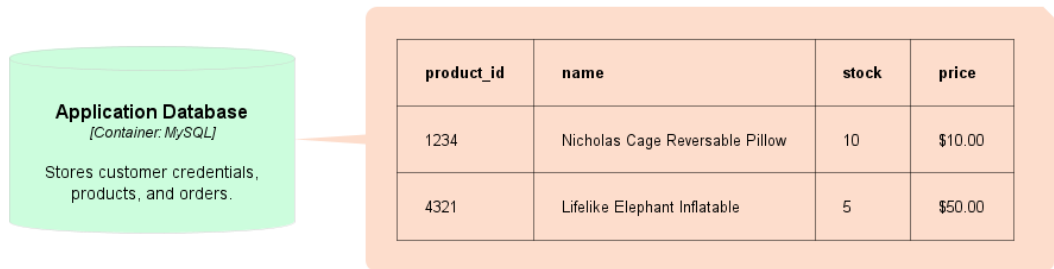 Application Database
[Container: MySQL]
Stores customer credentials,
products, and orders.
product_id name stock price
1234 Nicholas Cage Reversable Pillow 10 $10.00
4321 Lifelike Elephant Inflatable 5 $50.00